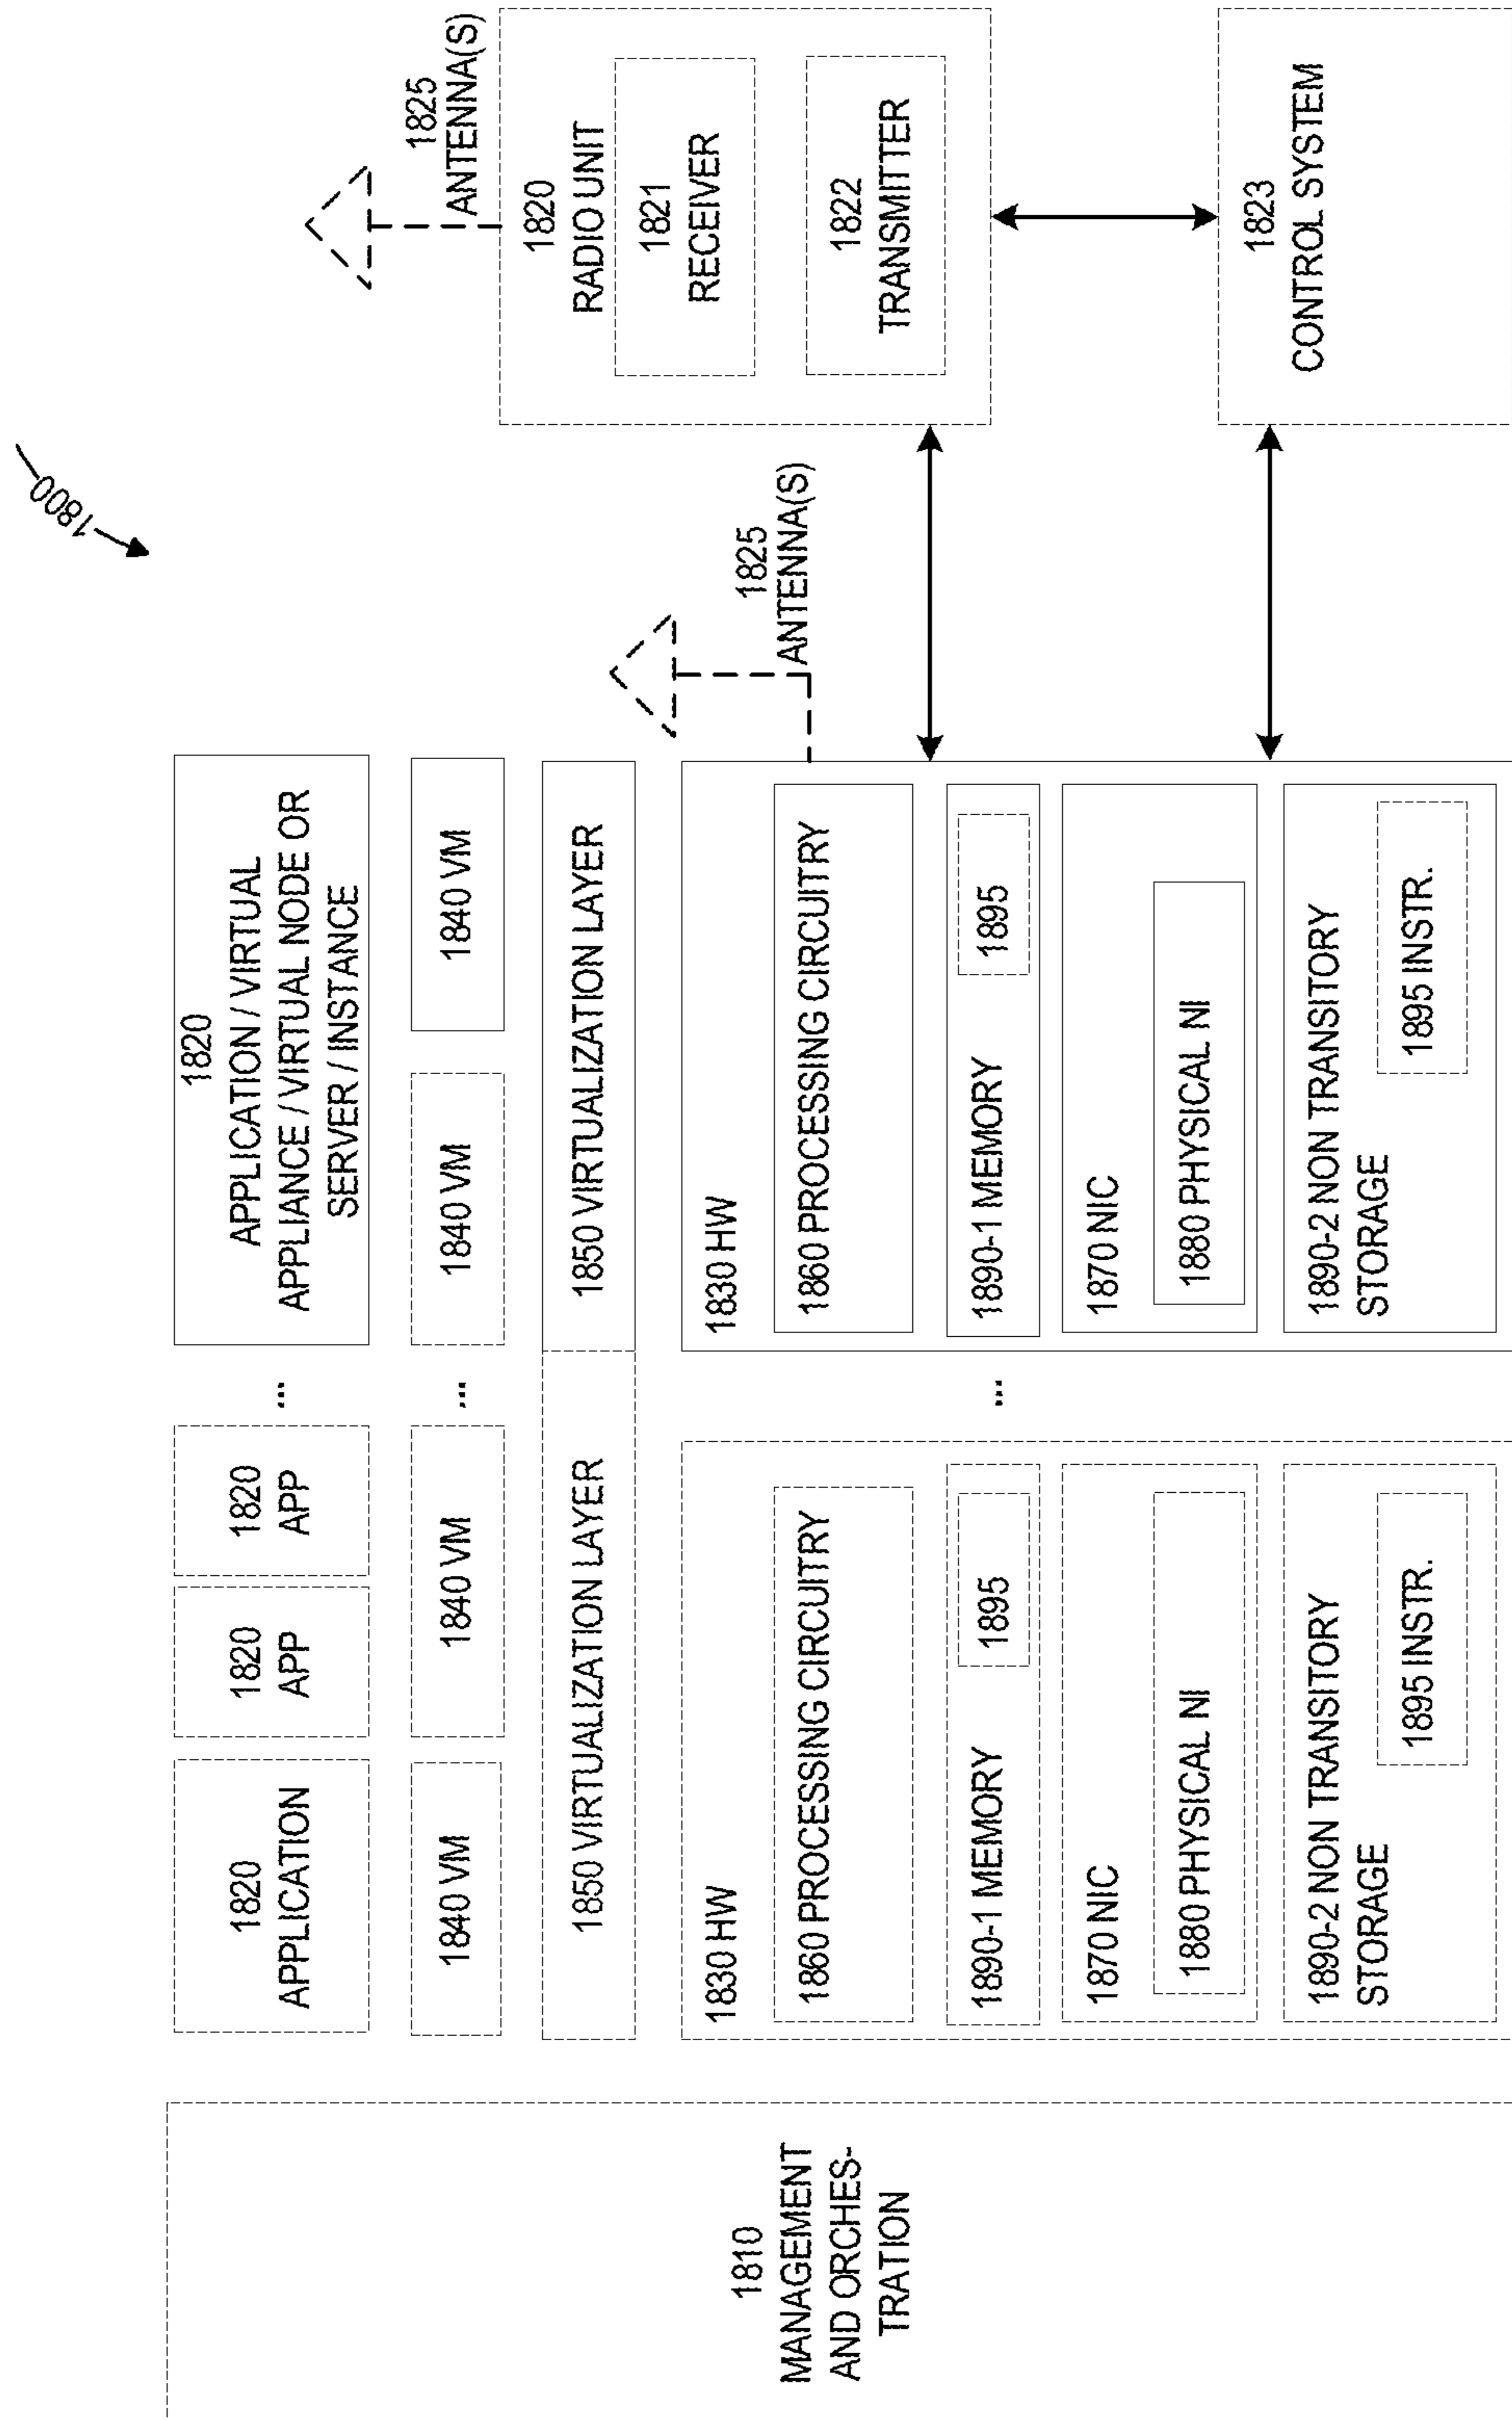 1800
1810
MANAGEMENT
AND ORCHES-
TRATION
1820
APPLICATION
1820
APP
1820
APP
...
1820
APPLICATION / VIRTUAL
APPLIANCE / VIRTUAL NODE OR
SERVER / INSTANCE
1840 VM
1840 VM
...
1840 VM
1840 VM
1850 VIRTUALIZATION LAYER
1850 VIRTUALIZATION LAYER
1830 HW
1860 PROCESSING CIRCUITRY
1890-1 MEMORY
1895
1870 NIC
1880 PHYSICAL NI
1890-2 NON TRANSITORY
STORAGE
1895 INSTR.
...
1830 HW
1860 PROCESSING CIRCUITRY
1890-1 MEMORY
1895
1870 NIC
1880 PHYSICAL NI
1890-2 NON TRANSITORY
STORAGE
1895 INSTR.
1825
ANTENNA(S)
1825
ANTENNA(S)
1820
RADIO UNIT
1821
RECEIVER
1822
TRANSMITTER
1823
CONTROL SYSTEM